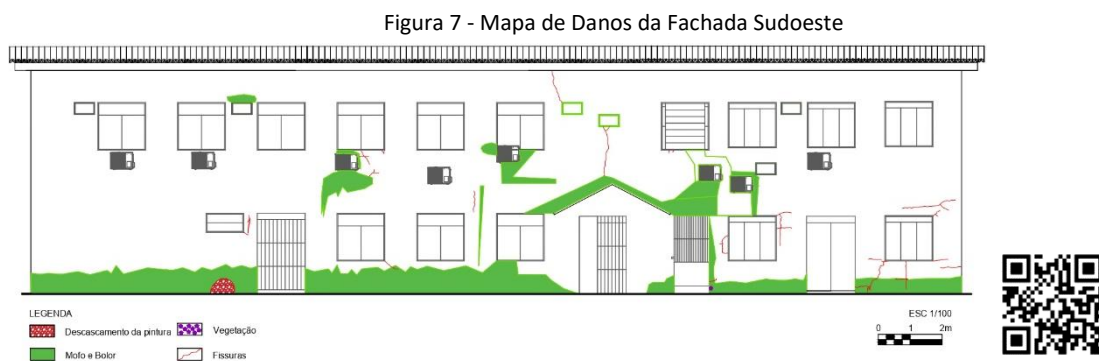 Figura 7 - Mapa de Danos da Fachada Sudoeste
LEGENDA
Descascamento da pintura
Vegetação
Mofo e Bolor
Fissuras
ESC 1/100
0 1 2m